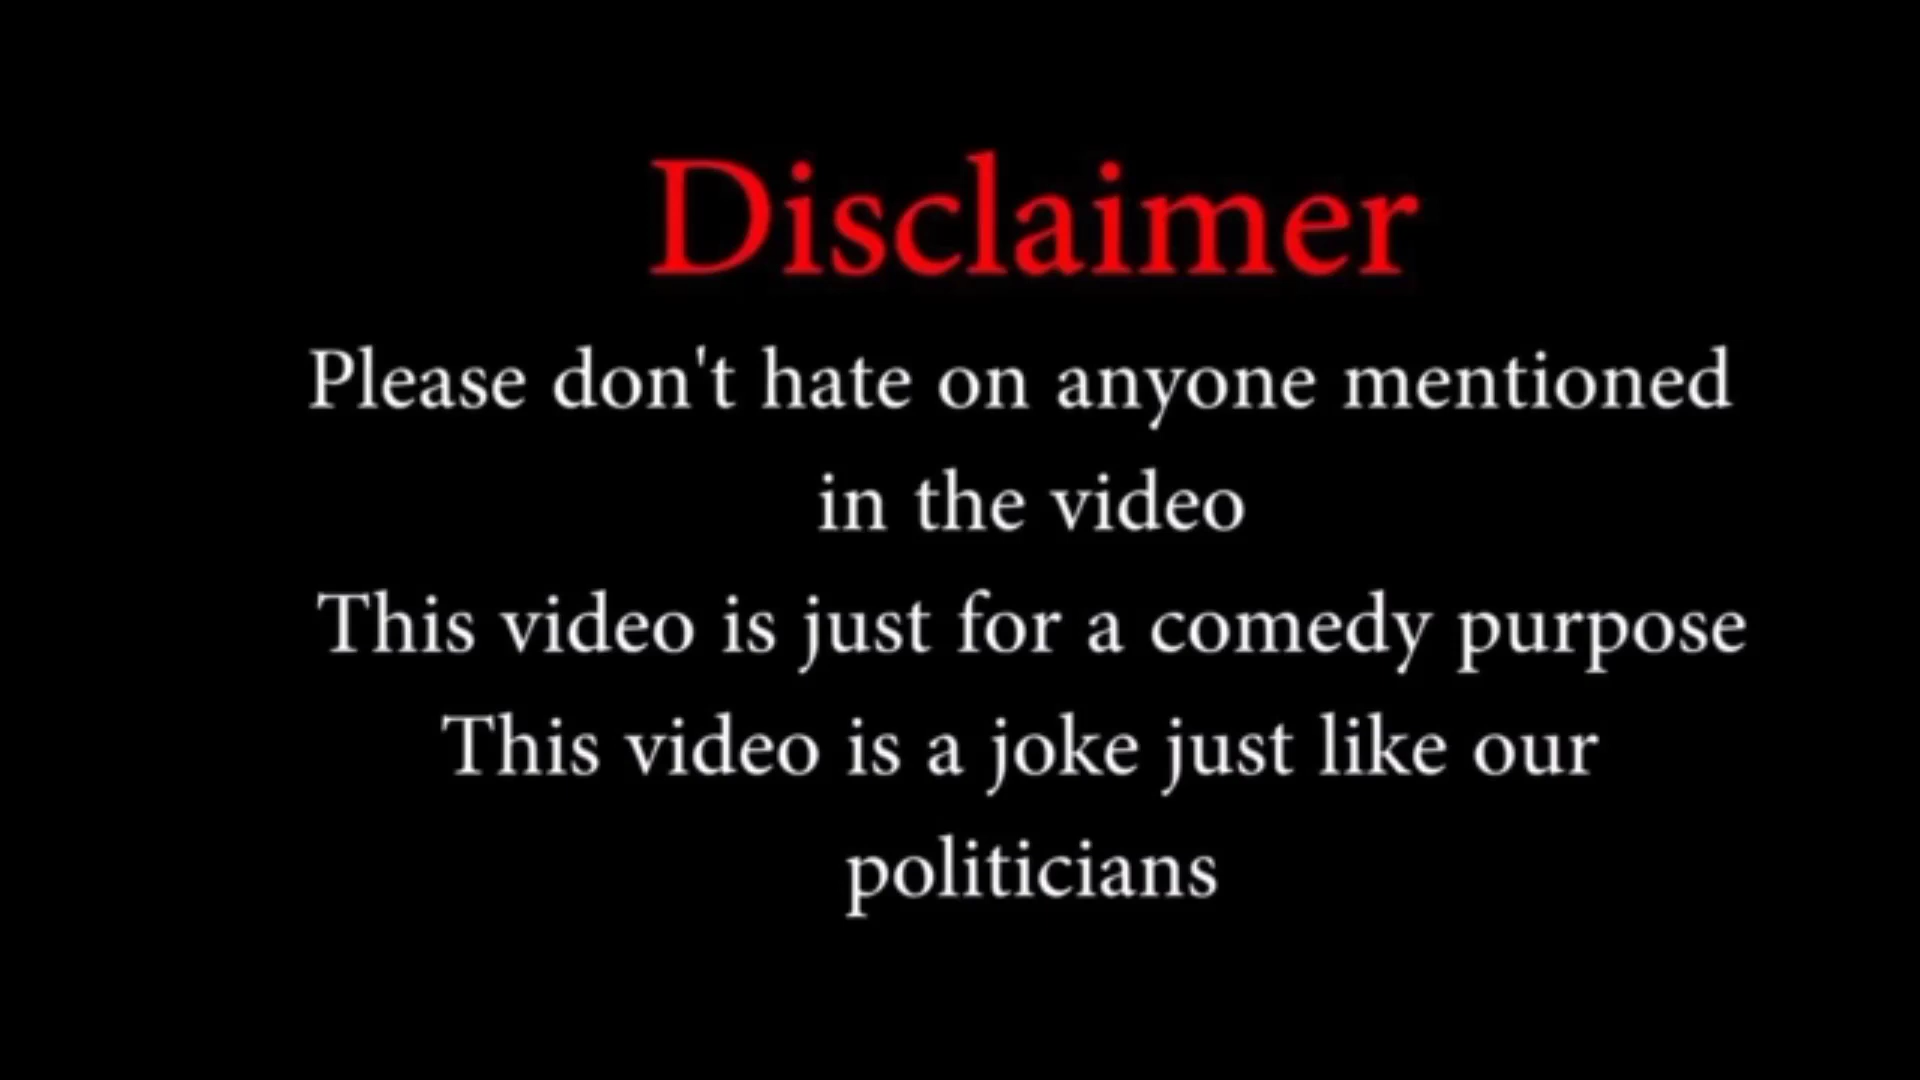 Disclaimer
Please don't hate on anyone mentioned
in the video
This video is just for a comedy purpose
This video is a joke just like our
politicians